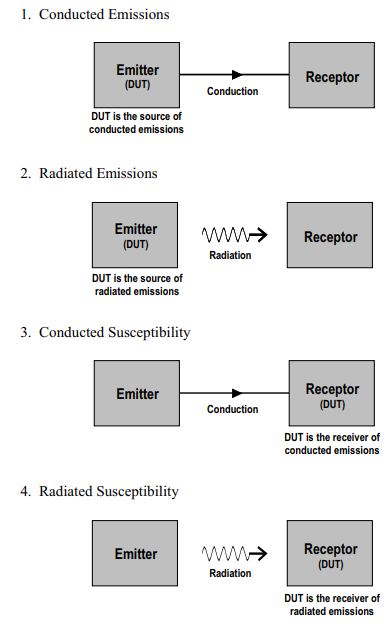 1. Conducted Emissions
Emitter
(DUT)
Conduction
Receptor
DUT is the source of
conducted emissions
2. Radiated Emissions
Emitter
(DUT)
Radiation
Receptor
DUT is the source of
radiated emissions
3. Conducted Susceptibility
Emitter
Conduction
Receptor
(DUT)
DUT is the receiver of
conducted emissions
4. Radiated Susceptibility
Emitter
Radiation
Receptor
(DUT)
DUT is the receiver of
radiated emissions